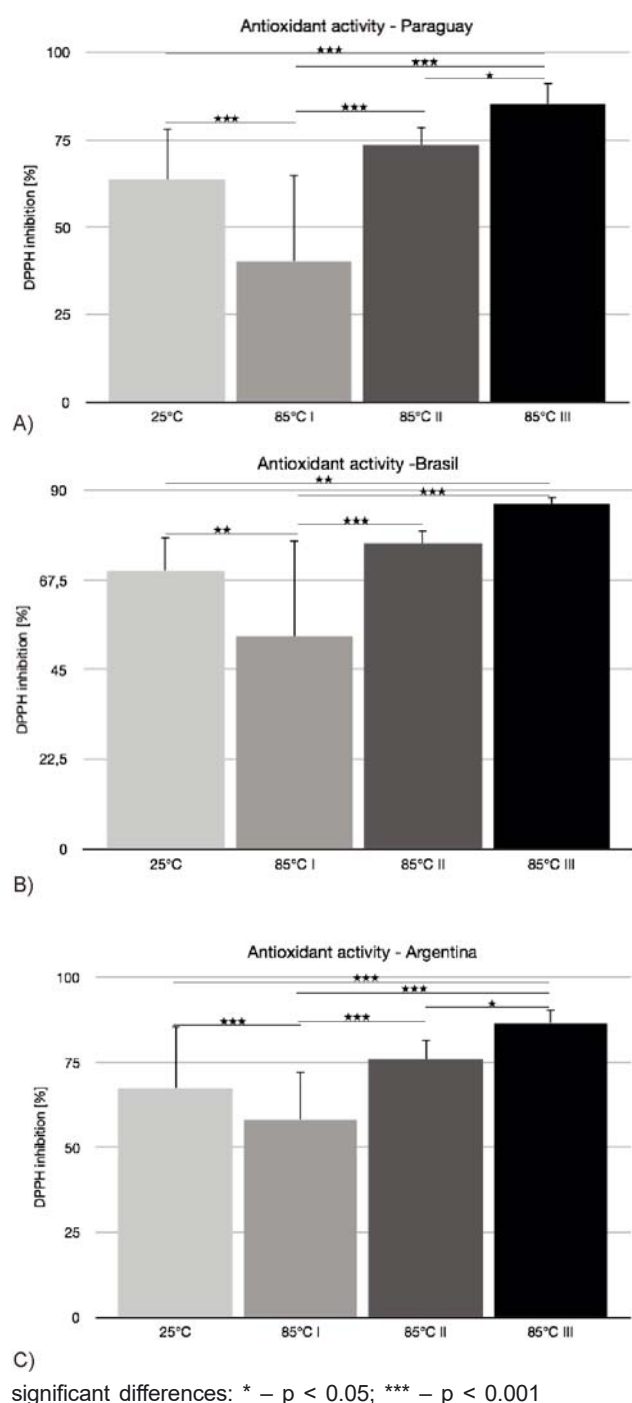 Antioxidant activity - Paraguay
100
75
50
25
0
DPPH inhibition [%]
★★★
★★★
★
★★★
★★★
25°C 85°C I 85°C II 85°C III
A)
Antioxidant activity -Brasil
90
67,5
45
22,5
0
DPPH inhibition [%]
★★
★★★
★★
★★★
25°C 85°C I 85°C II 85°C III
B)
Antioxidant activity - Argentina
100
75
50
25
0
DPPH inhibition [%]
★★★
★★★
★
★★★
★★★
25°C 85°C I 85°C II 85°C III
C)
significant differences: * – p < 0.05; *** – p < 0.001